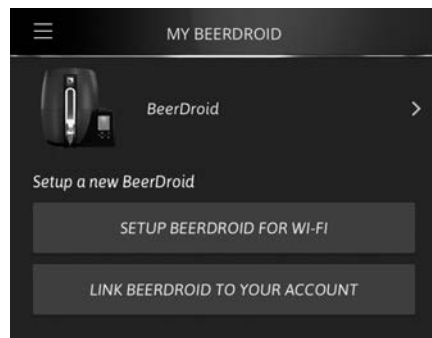 MY BEERDROID
BeerDroid
Setup a new BeerDroid
SETUP BEERDROID FOR WI-FI
LINK BEERDROID TO YOUR ACCOUNT